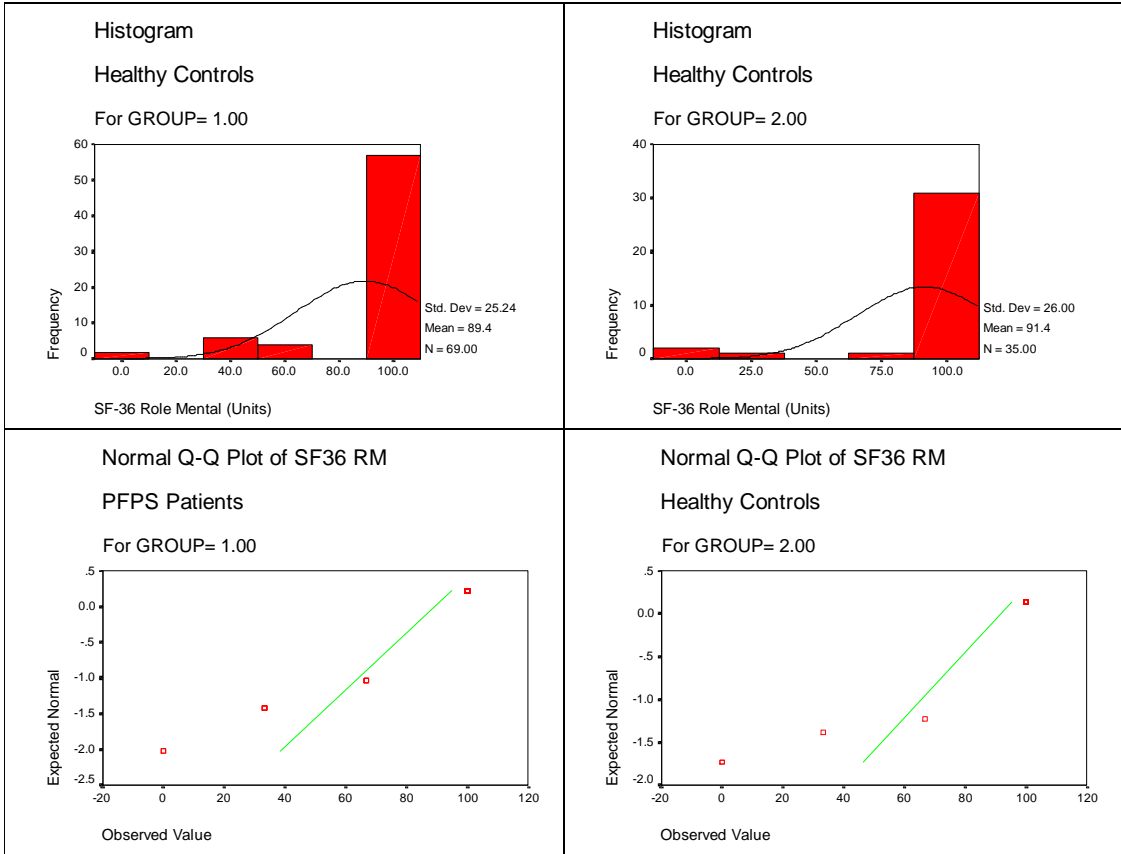 Histogram
Healthy Controls
For GROUP= 1.00
60
50
40
30
20
10
0
Frequency
0.0 20.0 40.0 60.0 80.0 100.0
Std. Dev = 25.24
Mean = 89.4
N = 69.00
SF-36 Role Mental (Units)
Histogram
Healthy Controls
For GROUP= 2.00
40
30
20
10
0
Frequency
0.0 25.0 50.0 75.0 100.0
Std. Dev = 26.00
Mean = 91.4
N = 35.00
SF-36 Role Mental (Units)
Normal Q-Q Plot of SF36 RM
PFPS Patients
For GROUP= 1.00
.5
0.0
-.5
-1.0
-1.5
-2.0
-2.5
Expected Normal
-20 0 20 40 60 80 100 120
Observed Value
Normal Q-Q Plot of SF36 RM
Healthy Controls
For GROUP= 2.00
.5
0.0
-.5
-1.0
-1.5
-2.0
Expected Normal
-20 0 20 40 60 80 100 120
Observed Value